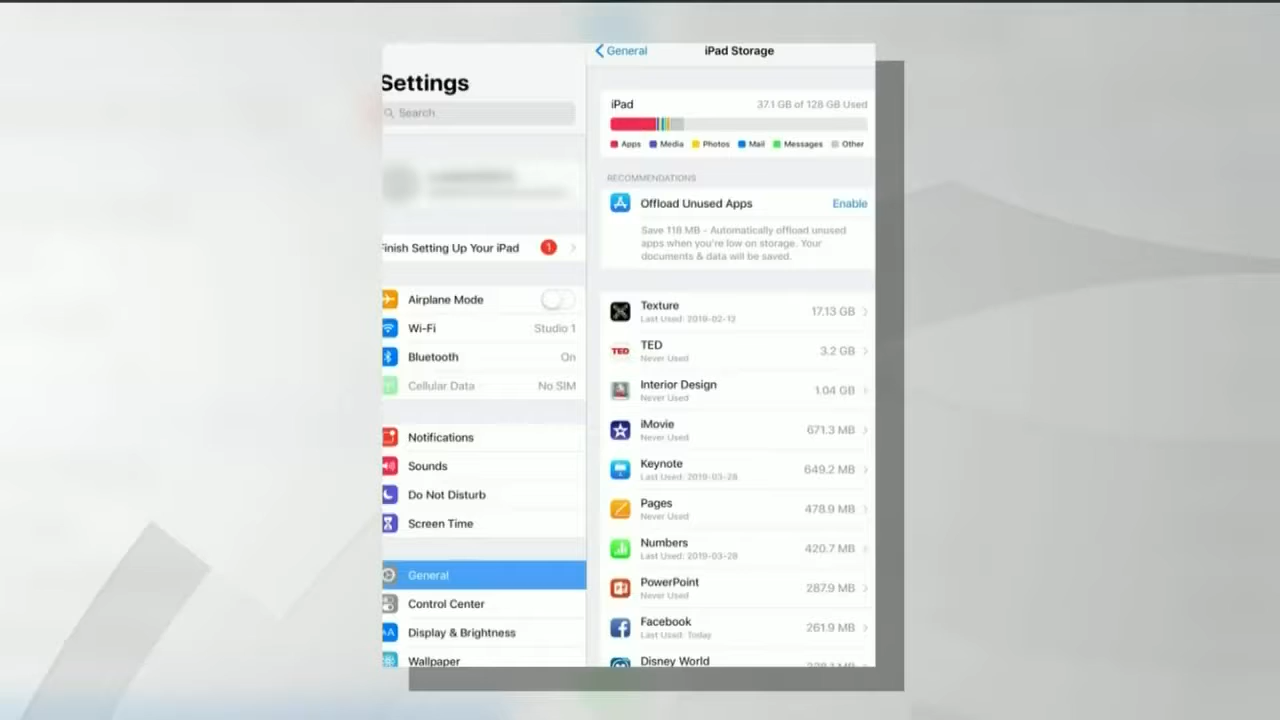 Settings
Search
Finish Setting Up Your iPad 1
Airplane Mode
Wi-Fi Studio 1
Bluetooth On
Cellular Data No SIM
Notifications
Sounds
Do Not Disturb
Screen Time
General
Control Center
AA Display & Brightness
Wallpaper
General iPad Storage
iPad 37.1 GB of 128 GB Used
Apps Media Photos Mail Messages Other
RECOMMENDATIONS
Offload Unused Apps Enable
Save 118 MB - Automatically offload unused
apps when you're low on storage. Your
documents & data will be saved.
Texture 17.13 GB
Last Used: 2019-02-12
TED TED 3.2 GB
Never Used
Interior Design 1.04 GB
Never Used
iMovie 671.3 MB
Never Used
Keynote 649.2 MB
Last Used: 2019-03-28
Pages 478.9 MB
Never Used
Numbers 420.7 MB
Last Used: 2019-03-28
PowerPoint 287.9 MB
Never Used
Facebook 261.9 MB
Last Used: Today
Disney World